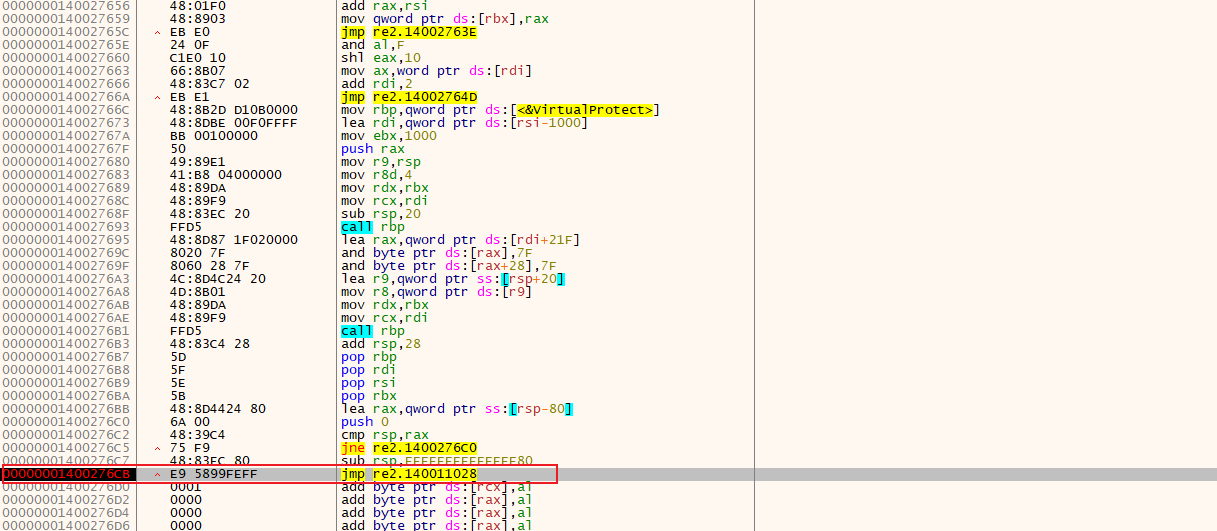 0000000140027656 48:01F0 add rax,rsi
0000000140027659 48:8903 mov qword ptr ds:[rbx],rax
000000014002765C EB E0 jmp re2.14002763E
000000014002765E 24 0F and al,F
0000000140027660 C1E0 10 shl eax,10
0000000140027663 66:8B07 mov ax,word ptr ds:[rdi]
0000000140027666 48:83C7 02 add rdi,2
000000014002766A EB E1 jmp re2.14002764D
000000014002766C 48:8B2D D10B0000 mov rbp,qword ptr ds:[<&VirtualProtect>]
0000000140027673 48:8DBE 00F0FFFF lea rdi,qword ptr ds:[rsi-1000]
000000014002767A BB 00100000 mov ebx,1000
000000014002767F 50 push rax
0000000140027680 49:89E1 mov r9,rsp
0000000140027683 41:B8 04000000 mov r8d,4
0000000140027689 48:89DA mov rdx,rbx
000000014002768C 48:89F9 mov rcx,rdi
000000014002768F 48:83EC 20 sub rsp,20
0000000140027693 FFD5 call rbp
0000000140027695 48:8D87 1F020000 lea rax,qword ptr ds:[rdi+21F]
000000014002769C 8020 7F and byte ptr ds:[rax],7F
000000014002769F 8060 28 7F and byte ptr ds:[rax+28],7F
00000001400276A3 4C:8D4C24 20 lea r9,qword ptr ss:[rsp+20]
00000001400276A8 4D:8B01 mov r8,qword ptr ds:[r9]
00000001400276AB 48:89DA mov rdx,rbx
00000001400276AE 48:89F9 mov rcx,rdi
00000001400276B1 FFD5 call rbp
00000001400276B3 48:83C4 28 add rsp,28
00000001400276B7 5D pop rbp
00000001400276B8 5F pop rdi
00000001400276B9 5E pop rsi
00000001400276BA 5B pop rbx
00000001400276BB 48:8D4424 80 lea rax,qword ptr ss:[rsp-80]
00000001400276C0 6A 00 push 0
00000001400276C2 48:39C4 cmp rsp,rax
00000001400276C5 75 F9 jne re2.1400276C0
00000001400276C7 48:83EC 80 sub rsp,FFFFFFFFFFFFFF80
00000001400276CB E9 5899FEFF jmp re2.140011028
00000001400276D0 0001 add byte ptr ds:[rcx],al
00000001400276D2 0000 add byte ptr ds:[rax],al
00000001400276D4 0000 add byte ptr ds:[rax],al
00000001400276D6 0000 add byte ptr ds:[rax],al